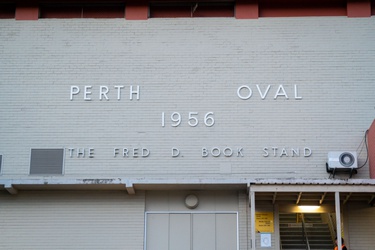 PERTH OVAL
1956
THE FRED D. BOOK STAND